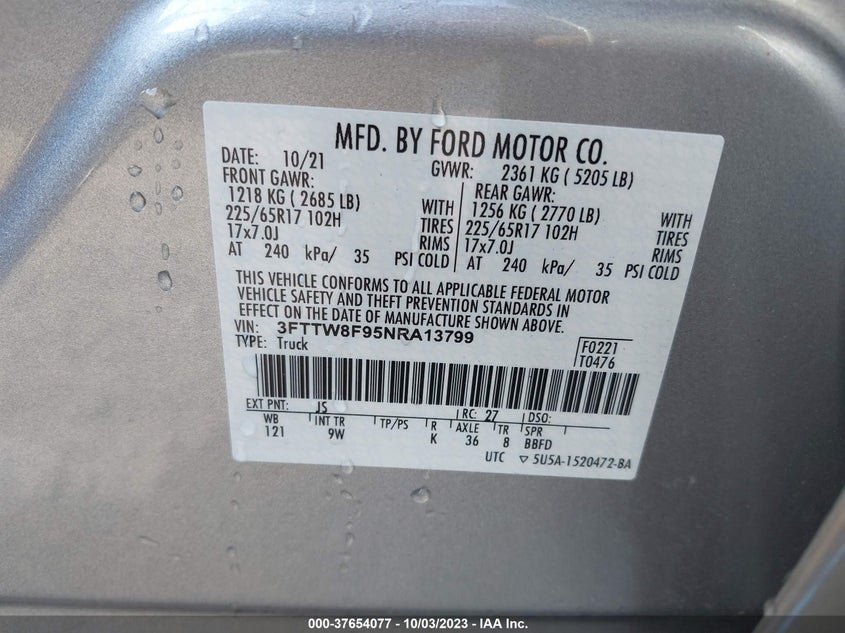 MFD. BY FORD MOTOR CO.
DATE: 10/21 GVWR: 2361 KG ( 5205 LB)
FRONT GAWR: REAR GAWR:
1218 KG ( 2685 LB) WITH 1256 KG ( 2770 LB) WITH
225/65R17 102H TIRES 225/65R17 102H TIRES
17x7.0J RIMS 17x7.0J RIMS
AT 240 kPa/ 35 PSI COLD AT 240 kPa/ 35 PSI COLD
THIS VEHICLE CONFORMS TO ALL APPLICABLE FEDERAL MOTOR
VEHICLE SAFETY AND THEFT PREVENTION STANDARDS IN
EFFECT ON THE DATE OF MANUFACTURE SHOWN ABOVE.
VIN: 3FTTW8F95NRA13799
TYPE: Truck
F0221
T0476
EXT PNT: JS RC: 27 DSO:
WB INT TR TP/PS R AXLE TR SPR
121 9W K 36 8 BBFD
UTC ▽ 5U5A-1520472-BA
000-37654077 - 10/03/2023 - IAA Inc.